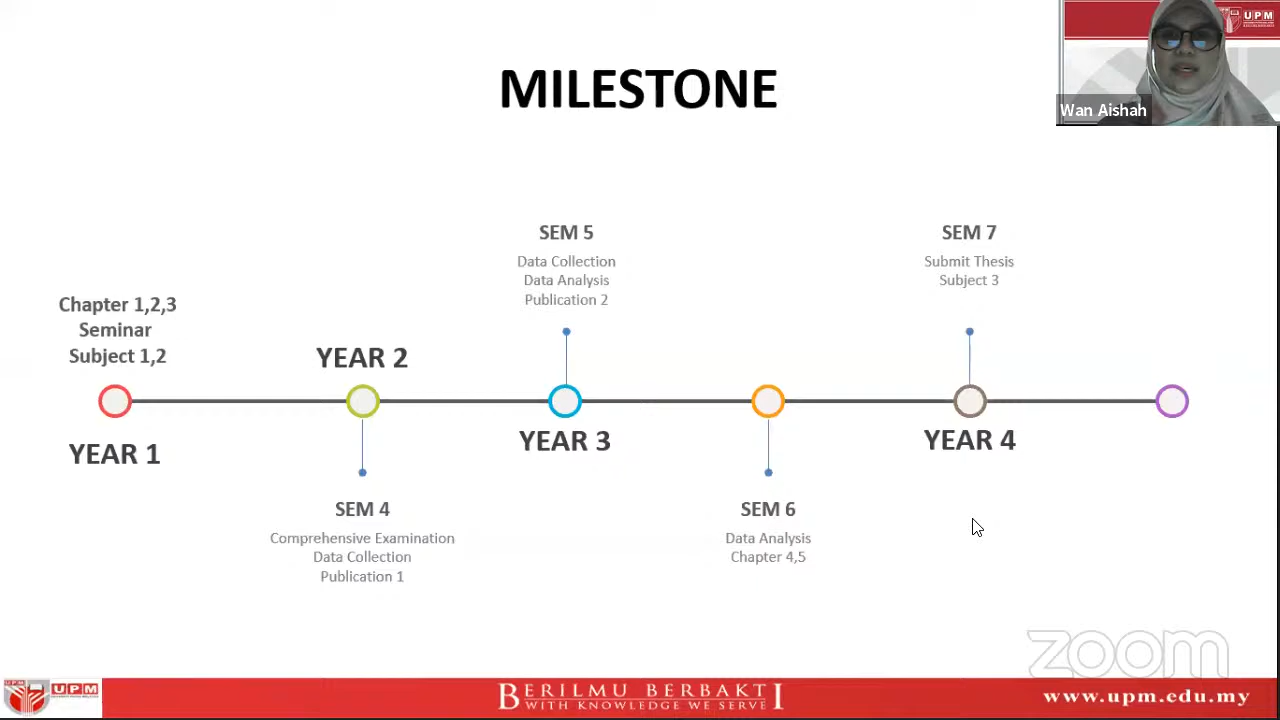 UPM
Wan Aishah
MILESTONE
SEM 5
Data Collection
Data Analysis
Publication 2
SEM 7
Submit Thesis
Subject 3
Chapter 1,2,3
Seminar
Subject 1,2
YEAR 2
YEAR 1
YEAR 3
YEAR 4
SEM 4
Comprehensive Examination
Data Collection
Publication 1
SEM 6
Data Analysis
Chapter 4,5
zoom
UPM
BERILMU BERBAKTI
WITH KNOWLEDGE WE SERVE
www.upm.edu.my